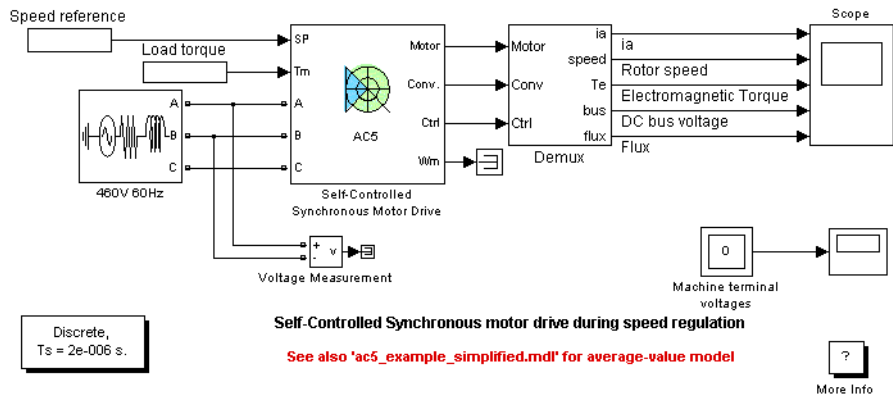 Speed reference
Load torque
Scope
SP
Tm
A
B
C
Motor
Conv.
Ctrl
Wm
AC5
Self-Controlled
Synchronous Motor Drive
A
B
C
460V 60Hz
Motor
Conv
Ctrl
ia
speed
Te
bus
flux
Demux
ia
Rotor speed
Electromagnetic Torque
DC bus voltage
Flux
+
-
v
Voltage Measurement
0
Machine terminal
voltages
Discrete,
Ts = 2e-006 s.
Self-Controlled Synchronous motor drive during speed regulation
See also 'ac5_example_simplified.mdl' for average-value model
?
More Info